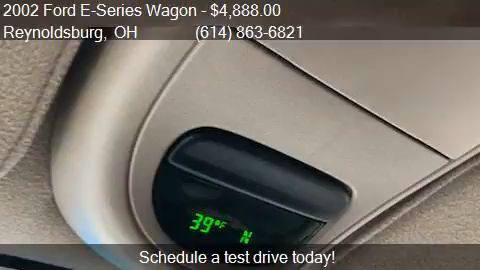 2002 Ford E-Series Wagon - $4,888.00
Reynoldsburg, OH (614) 863-6821
39°F N
Schedule a test drive today!